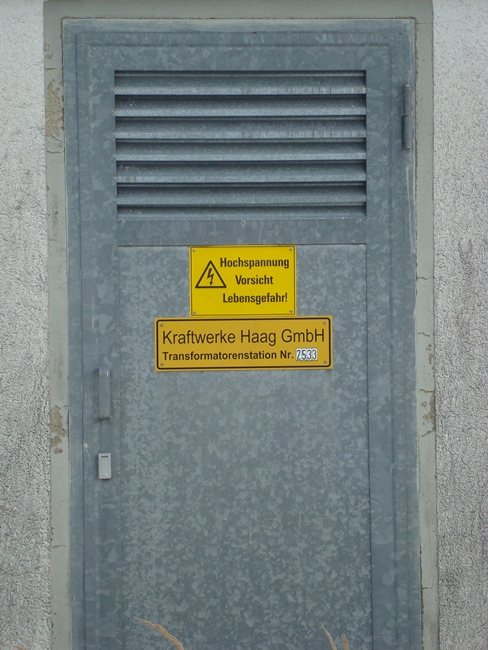 Hochspannung
Vorsicht
Lebensgefahr!
Kraftwerke Haag GmbH
Transformatorenstation Nr. 2533